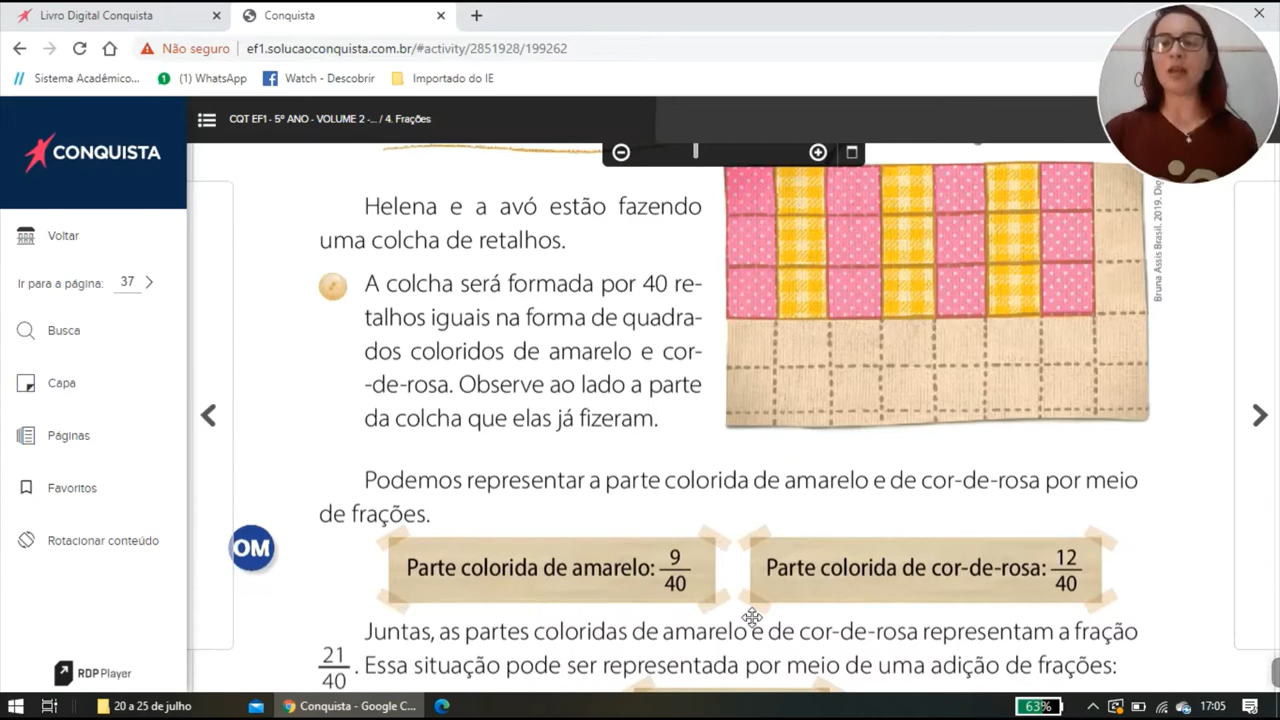 Livro Digital Conquista
Conquista
Não seguro
ef1.solucaoconquista.com.br/#activity/2851928/199262
Sistema Acadêmico...
(1) WhatsApp
Watch - Descobrir
Importado do IE
CONQUISTA
CQT EF1 - 5º ANO - VOLUME 2 -... / 4. Frações
Voltar
Ir para a página: 37
Busca
Capa
Páginas
Favoritos
Rotacionar conteúdo
RDPPlayer
Helena e a avó estão fazendo
uma colcha de retalhos.
A colcha será formada por 40 re-
talhos iguais na forma de quadra-
dos coloridos de amarelo e cor-
-de-rosa. Observe ao lado a parte
da colcha que elas já fizeram.
Bruna Assis Brasil. 2019.
Podemos representar a parte colorida de amarelo e de cor-de-rosa por meio
de frações.
OM
Parte colorida de amarelo: 9/40
Parte colorida de cor-de-rosa: 12/40
Juntas, as partes coloridas de amarelo e de cor-de-rosa representam a fração
21/40. Essa situação pode ser representada por meio de uma adição de frações:
20 a 25 de julho
Conquista - Google C...
63%
17:05